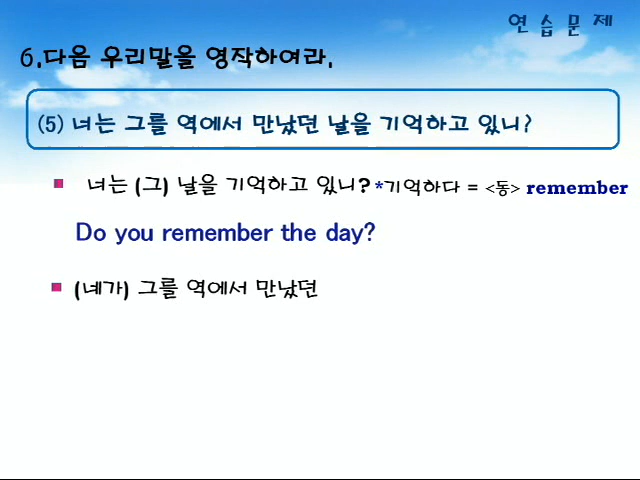 연 습 문 제
6.다음 우리말을 영작하여라.
(5) 너는 그를 역에서 만났던 날을 기억하고 있니?
너는 (그) 날을 기억하고 있니? *기억하다 = <동> remember
Do you remember the day?
(네가) 그를 역에서 만났던